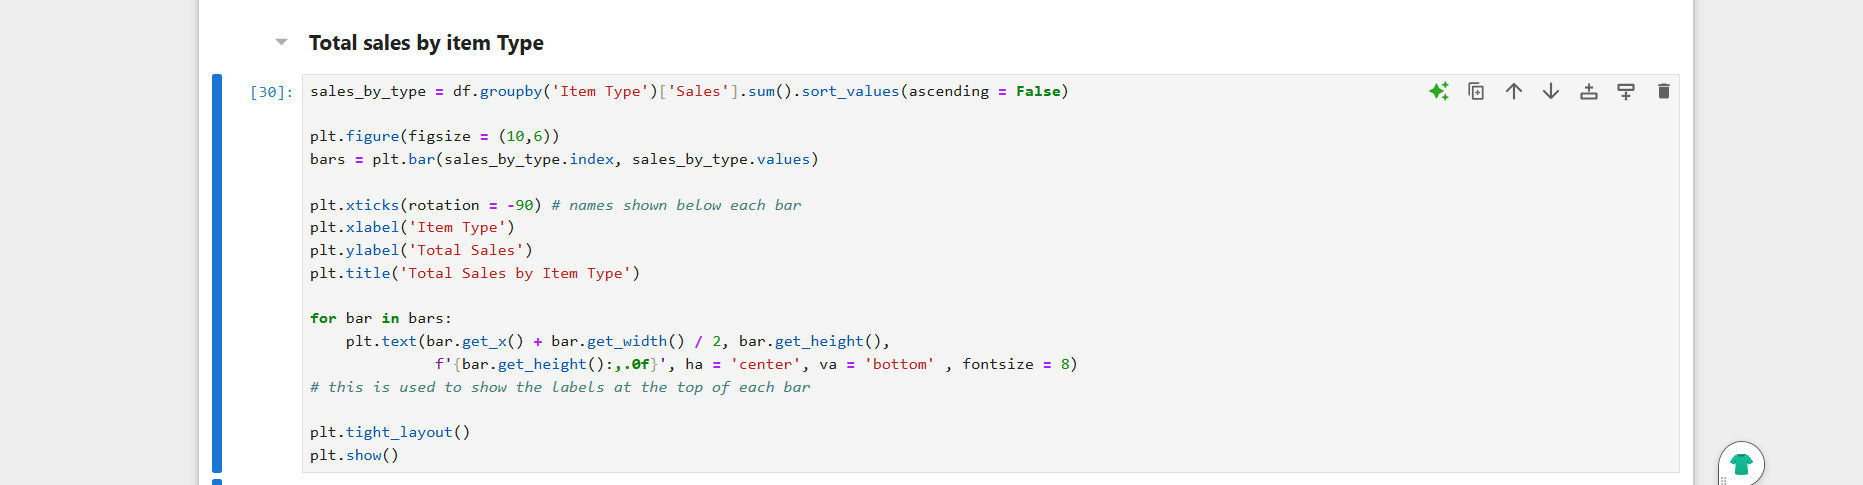 Total sales by item Type
[30]: sales_by_type = df.groupby('Item Type')['Sales'].sum().sort_values(ascending = False)
plt.figure(figsize = (10,6))
bars = plt.bar(sales_by_type.index, sales_by_type.values)
plt.xticks(rotation = -90) # names shown below each bar
plt.xlabel('Item Type')
plt.ylabel('Total Sales')
plt.title('Total Sales by Item Type')
for bar in bars:
    plt.text(bar.get_x() + bar.get_width() / 2, bar.get_height(),
              f'{bar.get_height():,.0f}', ha = 'center', va = 'bottom' , fontsize = 8)
# this is used to show the labels at the top of each bar
plt.tight_layout()
plt.show()